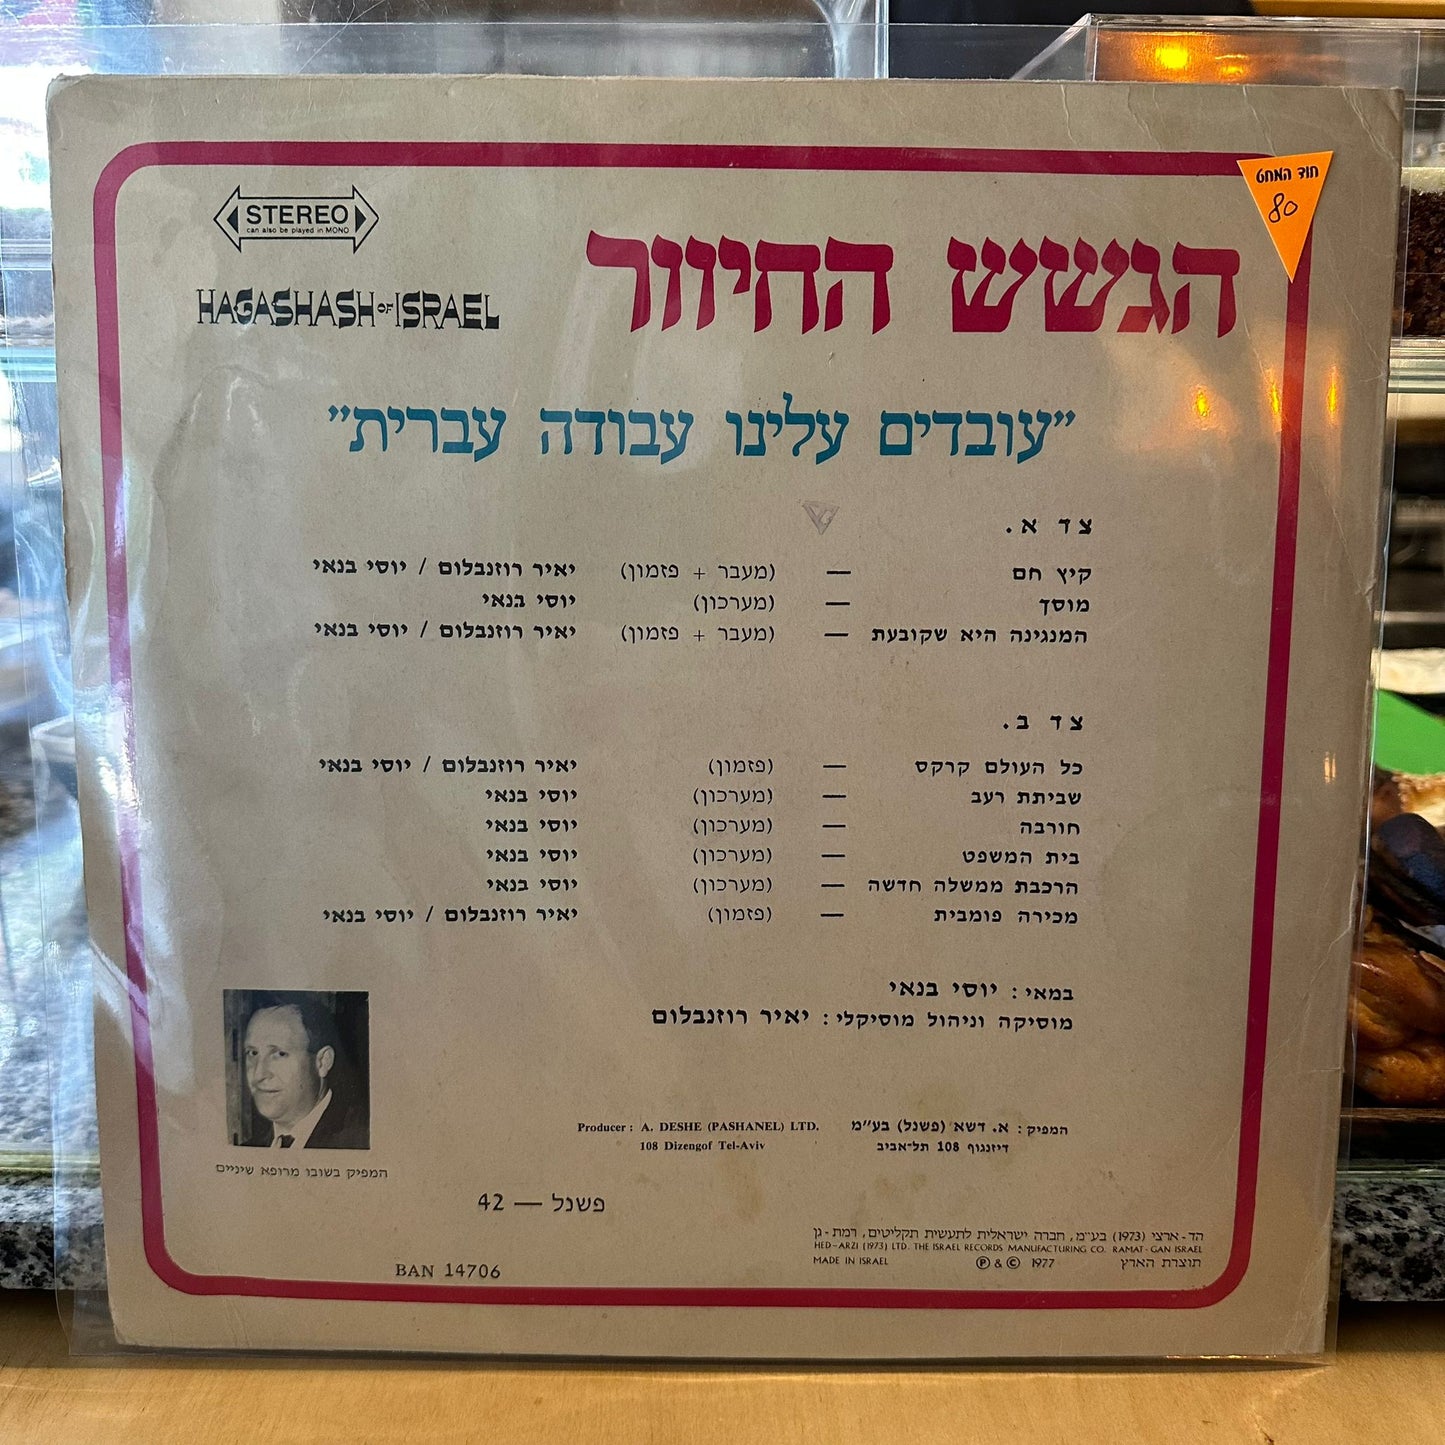 חוד המחט
80
STEREO
can also be played in MONO
הגשש החיוור
HAGASHASH OF ISRAEL
"עובדים עלינו עבודה עברית"
צד א.
קיץ חם — (מעבר + פזמון) יאיר רוזנבלום / יוסי בנאי
מוסך — (מערכון) יוסי בנאי
המנגינה היא שקובעת — (מעבר + פזמון) יאיר רוזנבלום / יוסי בנאי
צד ב.
כל העולם קרקס — (פזמון) יאיר רוזנבלום / יוסי בנאי
שביתת רעב — (מערכון) יוסי בנאי
חורבה — (מערכון) יוסי בנאי
בית המשפט — (מערכון) יוסי בנאי
הרכבת ממשלה חדשה — (מערכון) יוסי בנאי
מכירה פומבית — (פזמון) יאיר רוזנבלום / יוסי בנאי
במאי: יוסי בנאי
מוסיקה וניהול מוסיקלי: יאיר רוזנבלום
המפיק: א. דשא (פשנל) בע"מ
דיזנגוף 108 תל-אביב
Producer: A. DESHE (PASHANEL) LTD.
108 Dizengof Tel-Aviv
המפיק בשובו מרופא שיניים
פשנל — 42
הד-ארצי (1973) בע"מ, חברה ישראלית לתעשית תקליטים, רמת-גן
HED-ARZI (1973) LTD. THE ISRAEL RECORDS MANUFACTURING CO. RAMAT-GAN ISRAEL
MADE IN ISRAEL ℗ & © 1977 תוצרת הארץ
BAN 14706